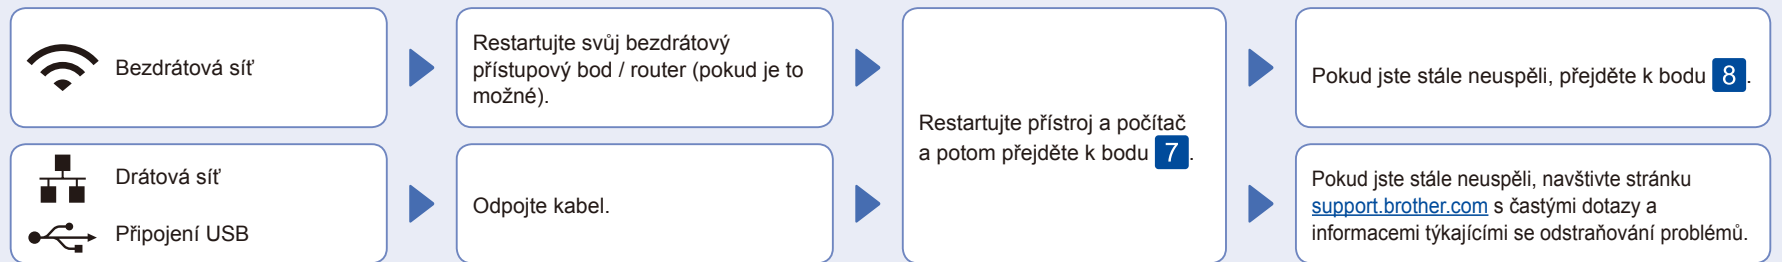 Bezdrátová síť
Restartujte svůj bezdrátový
přístupový bod / router (pokud je to
možné).
Restartujte přístroj a počítač
a potom přejděte k bodu 7.
Pokud jste stále neuspěli, přejděte k bodu 8.
Drátová síť
Připojení USB
Odpojte kabel.
Pokud jste stále neuspěli, navštivte stránku
support.brother.com s častými dotazy a
informacemi týkajícími se odstraňování problémů.